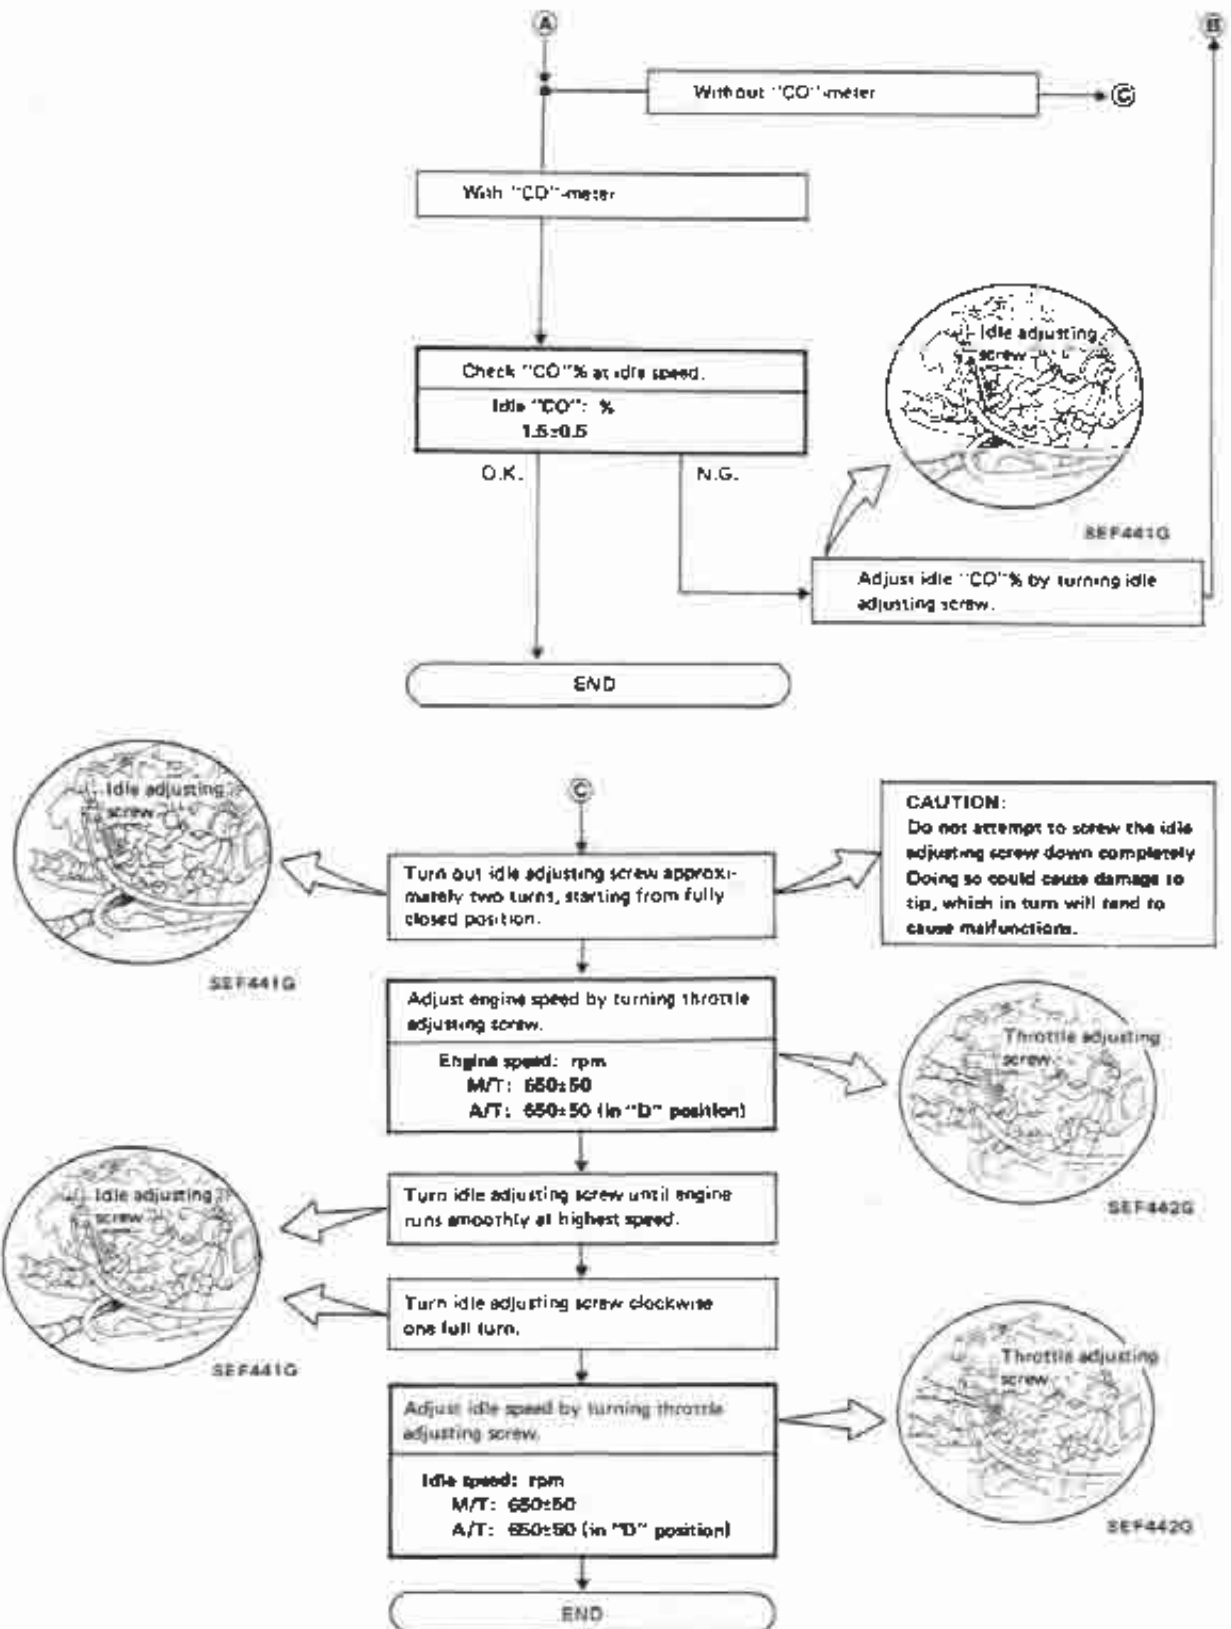 A
B
Without "CO"-meter
C
With "CO"-meter
Check "CO"% at idle speed.
Idle "CO": %
1.5±0.5
O.K.
N.G.
Idle adjusting
screw
SEF441G
Adjust idle "CO"% by turning idle
adjusting screw.
END
Idle adjusting
screw
SEF441G
C
Turn out idle adjusting screw approxi-
mately two turns, starting from fully
closed position.
CAUTION:
Do not attempt to screw the idle
adjusting screw down completely
Doing so could cause damage to
tip, which in turn will tend to
cause malfunctions.
Adjust engine speed by turning throttle
adjusting screw.
Engine speed: rpm
M/T: 650±50
A/T: 650±50 (in "D" position)
Throttle adjusting
screw
SEF442G
Idle adjusting
screw
SEF441G
Turn idle adjusting screw until engine
runs smoothly at highest speed.
Turn idle adjusting screw clockwise
one full turn.
Adjust idle speed by turning throttle
adjusting screw.
Idle speed: rpm
M/T: 650±50
A/T: 650±50 (in "D" position)
Throttle adjusting
screw
SEF442G
END